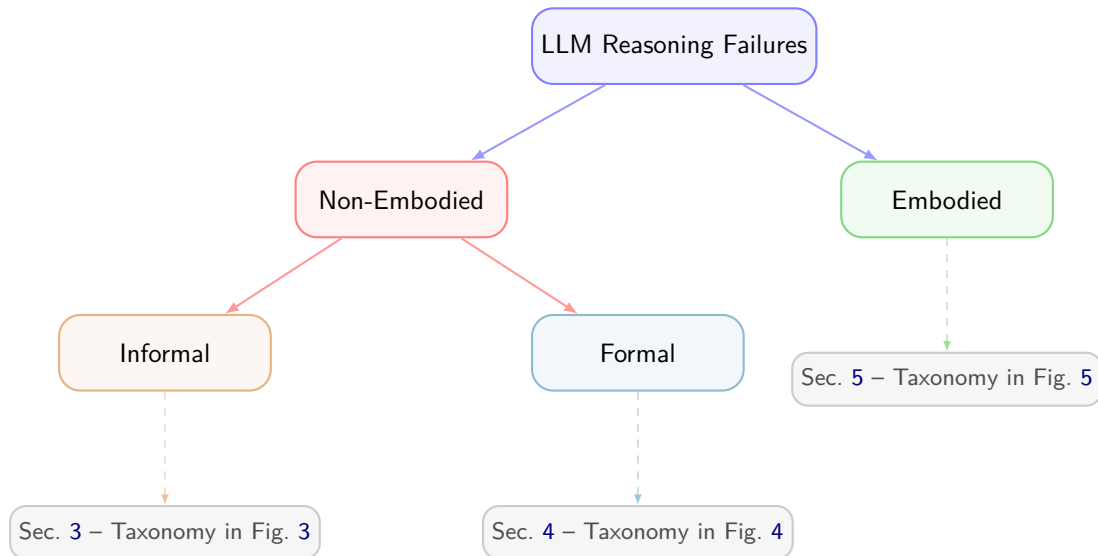 LLM Reasoning Failures
Non-Embodied
Embodied
Informal
Formal
Sec. 5 – Taxonomy in Fig. 5
Sec. 3 – Taxonomy in Fig. 3
Sec. 4 – Taxonomy in Fig. 4